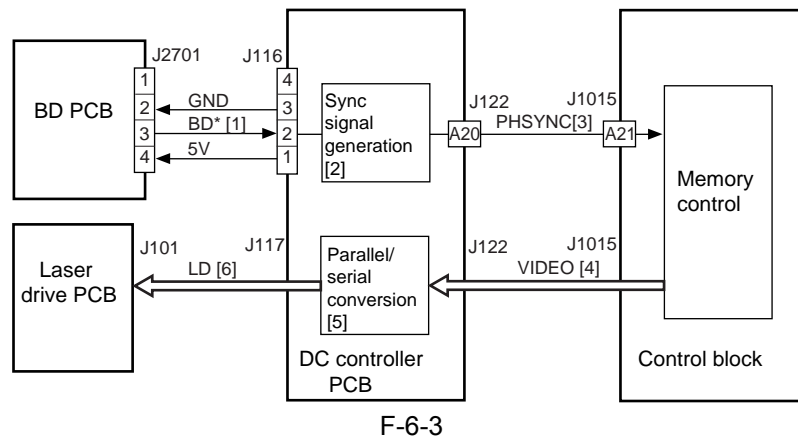 J2701
J116
J122
J1015
BD PCB
1
2
3
4
GND
BD* [1]
5V
4
3
2
1
Sync
signal
generation
[2]
A20
PHSYNC[3]
A21
Memory
control
Laser
drive PCB
J101
LD [6]
J117
Parallel/
serial
conversion
[5]
J122
VIDEO [4]
J1015
DC controller
PCB
Control block
F-6-3